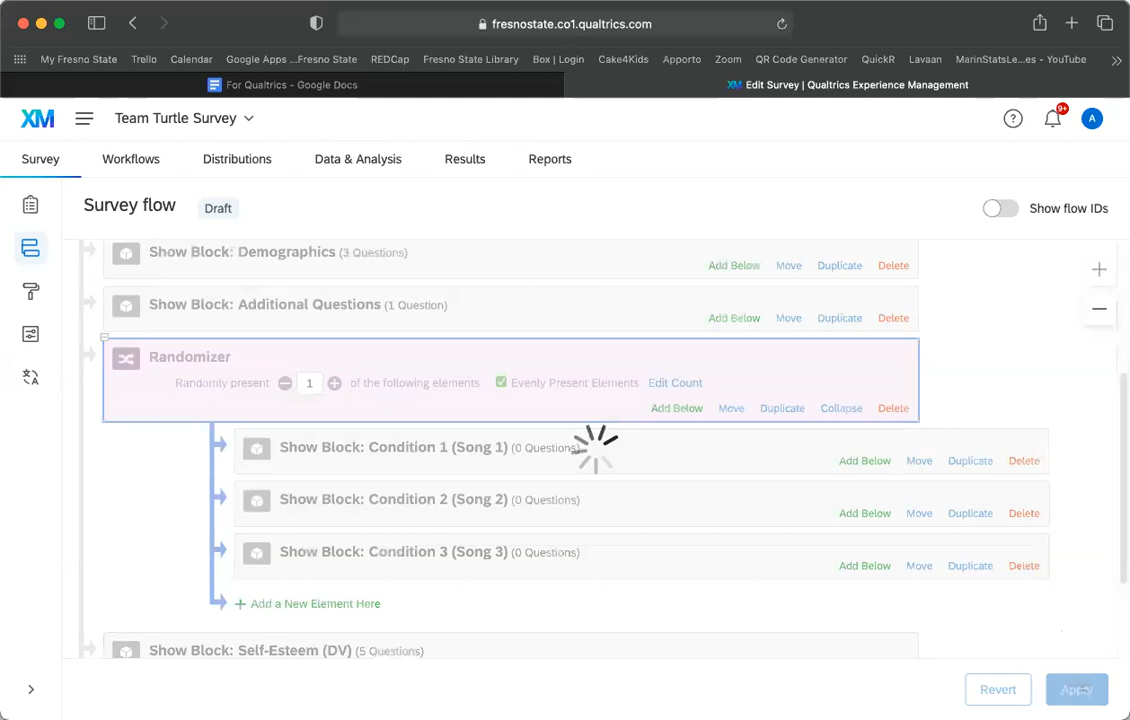 fresnostate.co1.qualtrics.com
My Fresno State Trello Calendar Google Apps ...Fresno State REDCap Fresno State Library Box | Login Cake4Kids Apporto Zoom QR Code Generator QuickR Lavaan MarinStatsLe...es - YouTube
For Qualtrics - Google Docs
XM Edit Survey | Qualtrics Experience Management
XM Team Turtle Survey 9+ A
Survey Workflows Distributions Data & Analysis Results Reports
Survey flow Draft Show flow IDs
Show Block: Demographics (3 Questions)
Add Below Move Duplicate Delete
Show Block: Additional Questions (1 Question)
Add Below Move Duplicate Delete
Randomizer
Randomly present 1 of the following elements Evenly Present Elements Edit Count
Add Below Move Duplicate Collapse Delete
Show Block: Condition 1 (Song 1) (0 Questions)
Add Below Move Duplicate Delete
Show Block: Condition 2 (Song 2) (0 Questions)
Add Below Move Duplicate Delete
Show Block: Condition 3 (Song 3) (0 Questions)
Add Below Move Duplicate Delete
Add a New Element Here
Show Block: Self-Esteem (DV) (5 Questions)
Revert Apply